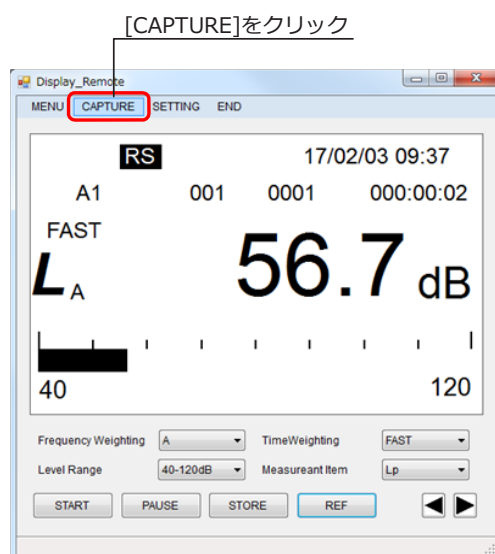 [CAPTURE]をクリック
Display_Remote
MENU CAPTURE SETTING END
RS 17/02/03 09:37
A1 001 0001 000:00:02
FAST
LA 56.7 dB
40 120
Frequency Weighting A TimeWeighting FAST
Level Range 40-120dB Measureant Item Lp
START PAUSE STORE REF